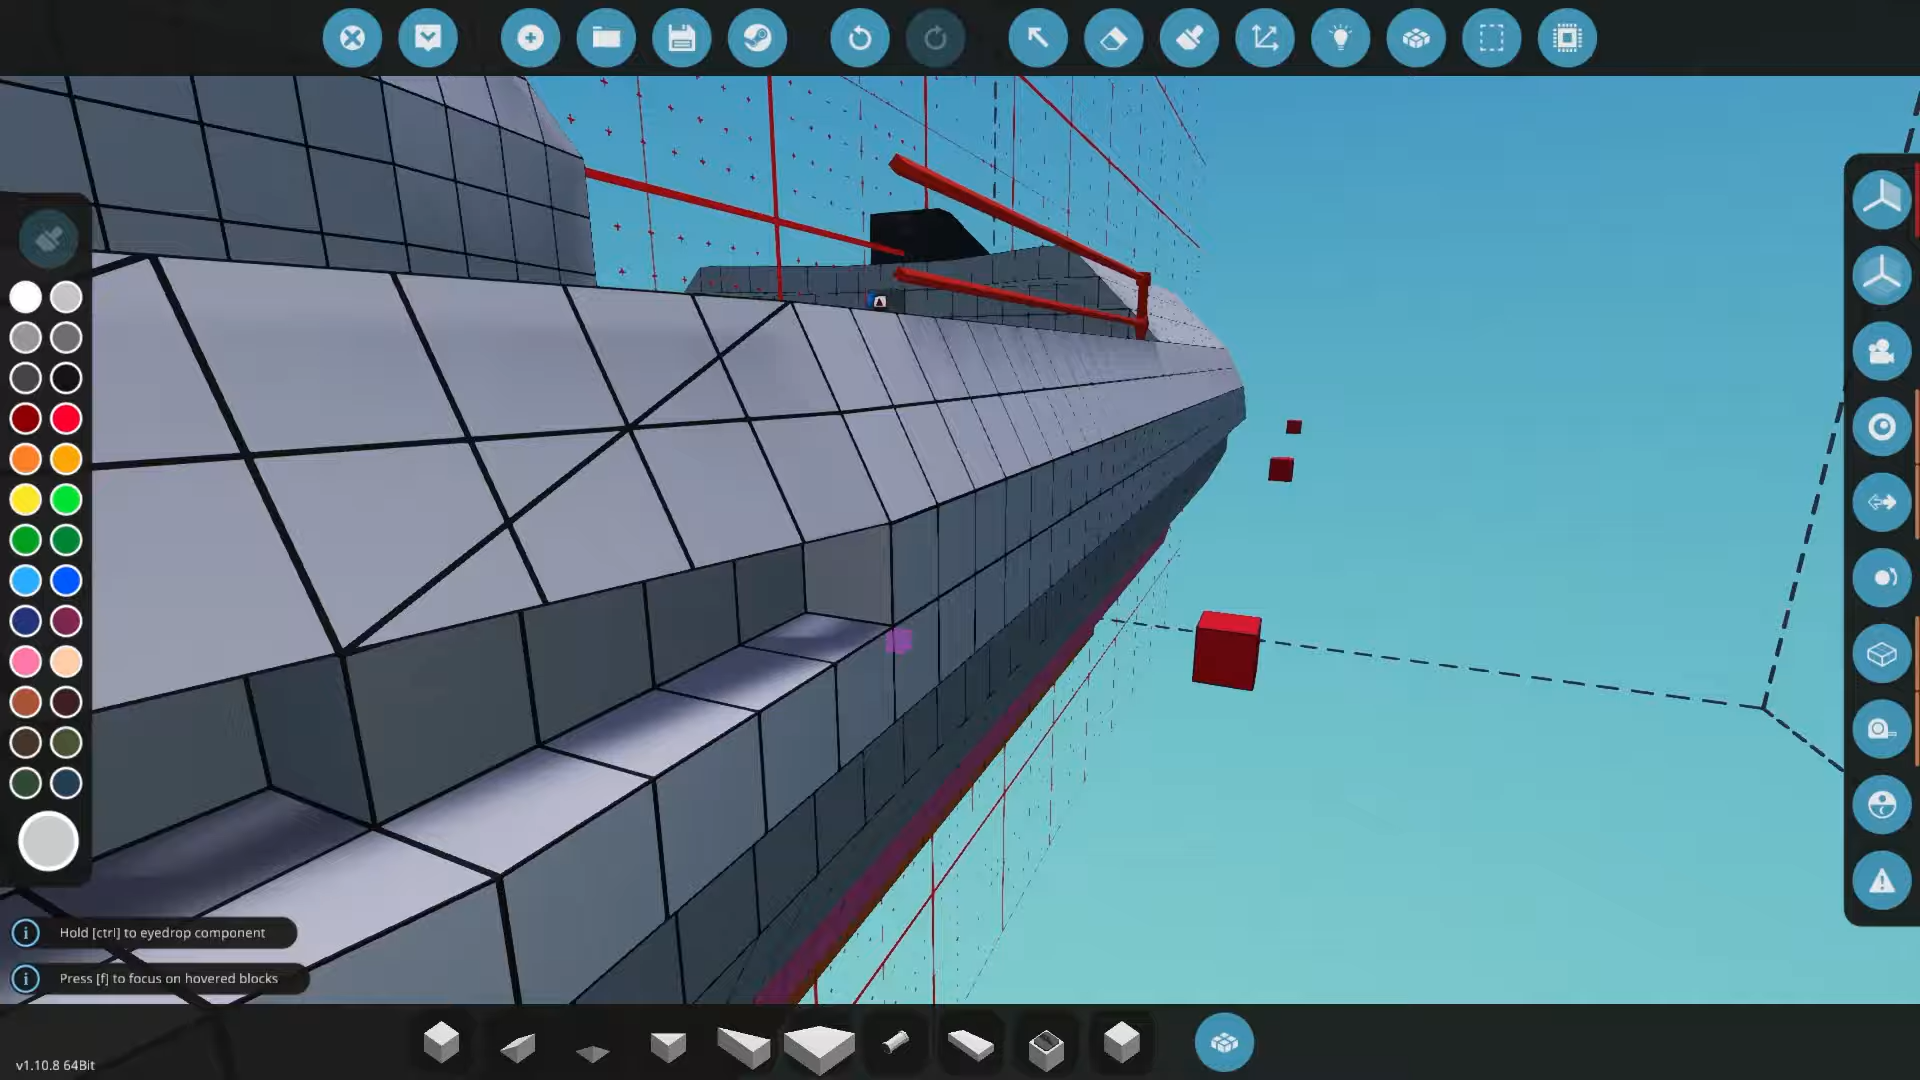 Hold [ctrl] to eyedrop component
Press [f] to focus on hovered blocks
v1.10.8 64Bit